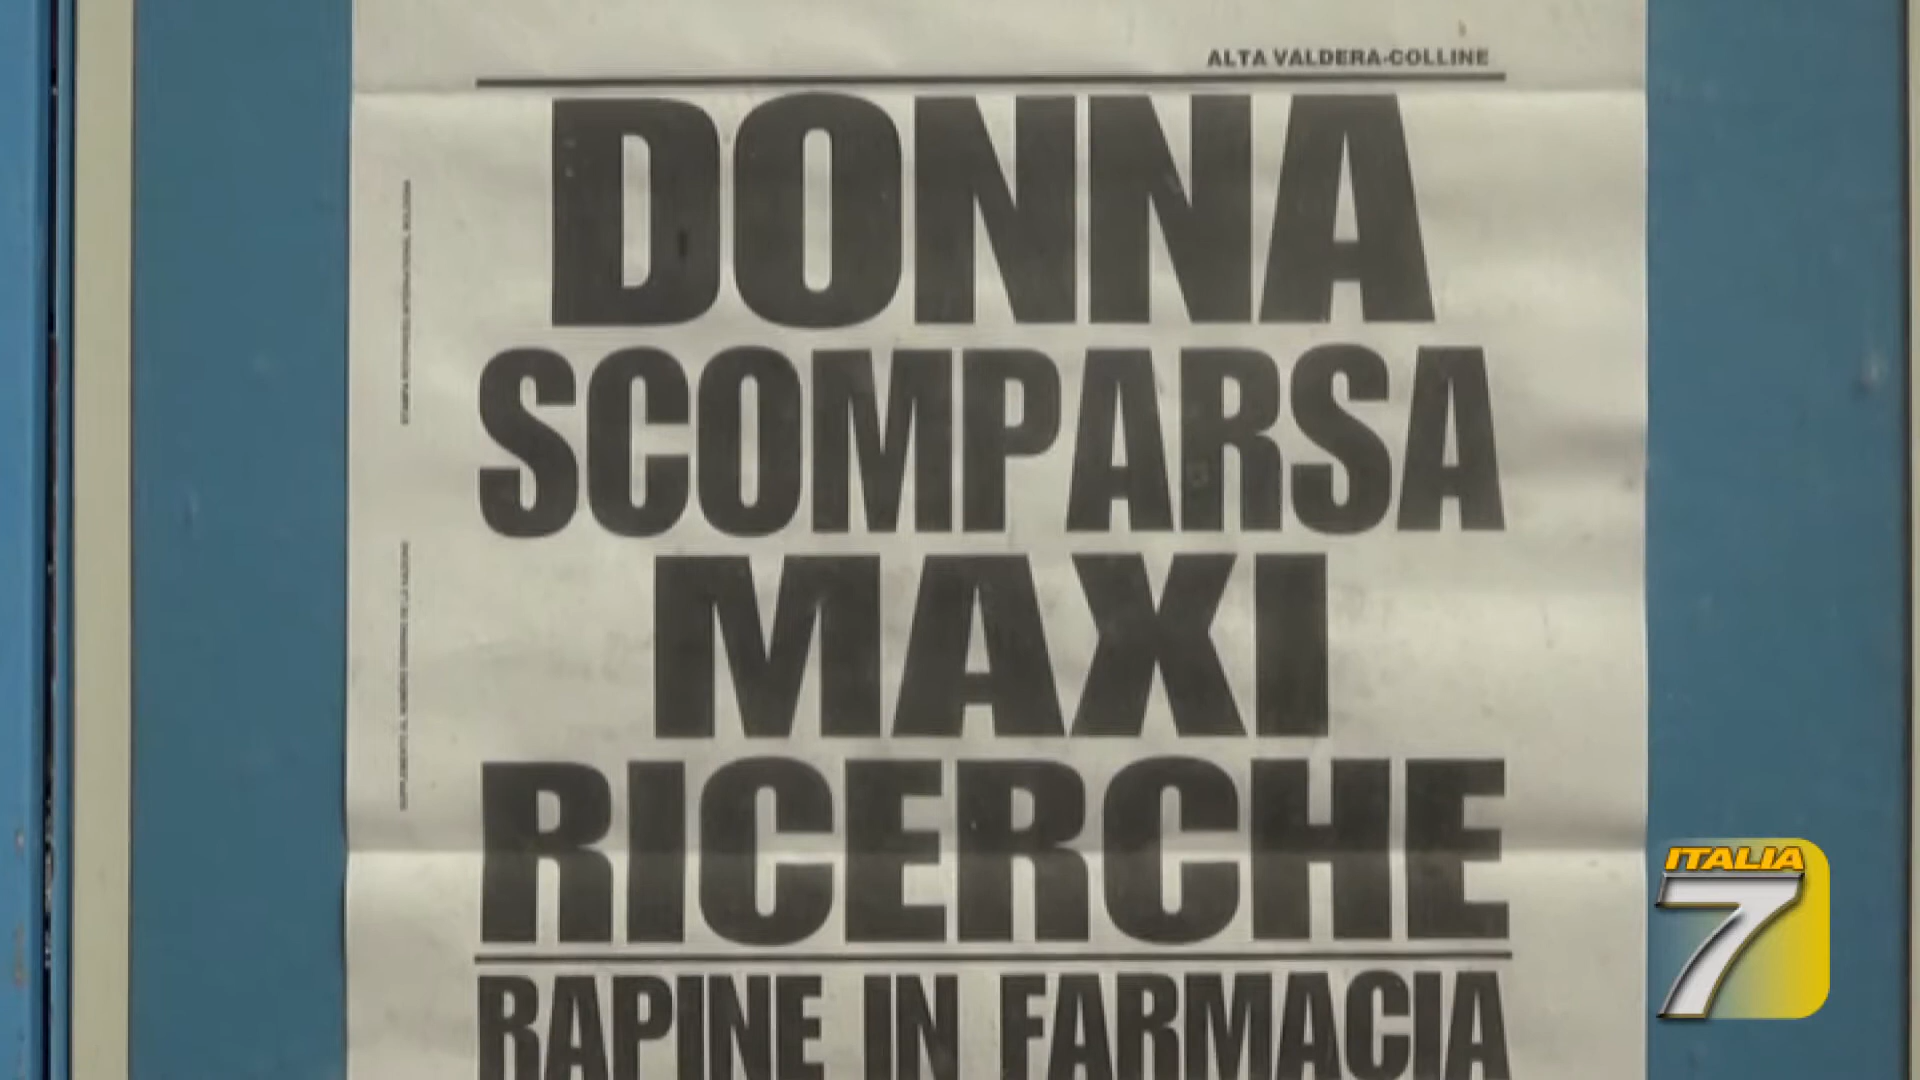 ALTA VALDERA-COLLINE
DONNA
SCOMPARSA
MAXI
RICERCHE
RAPINE IN FARMACIA
ITALIA
7